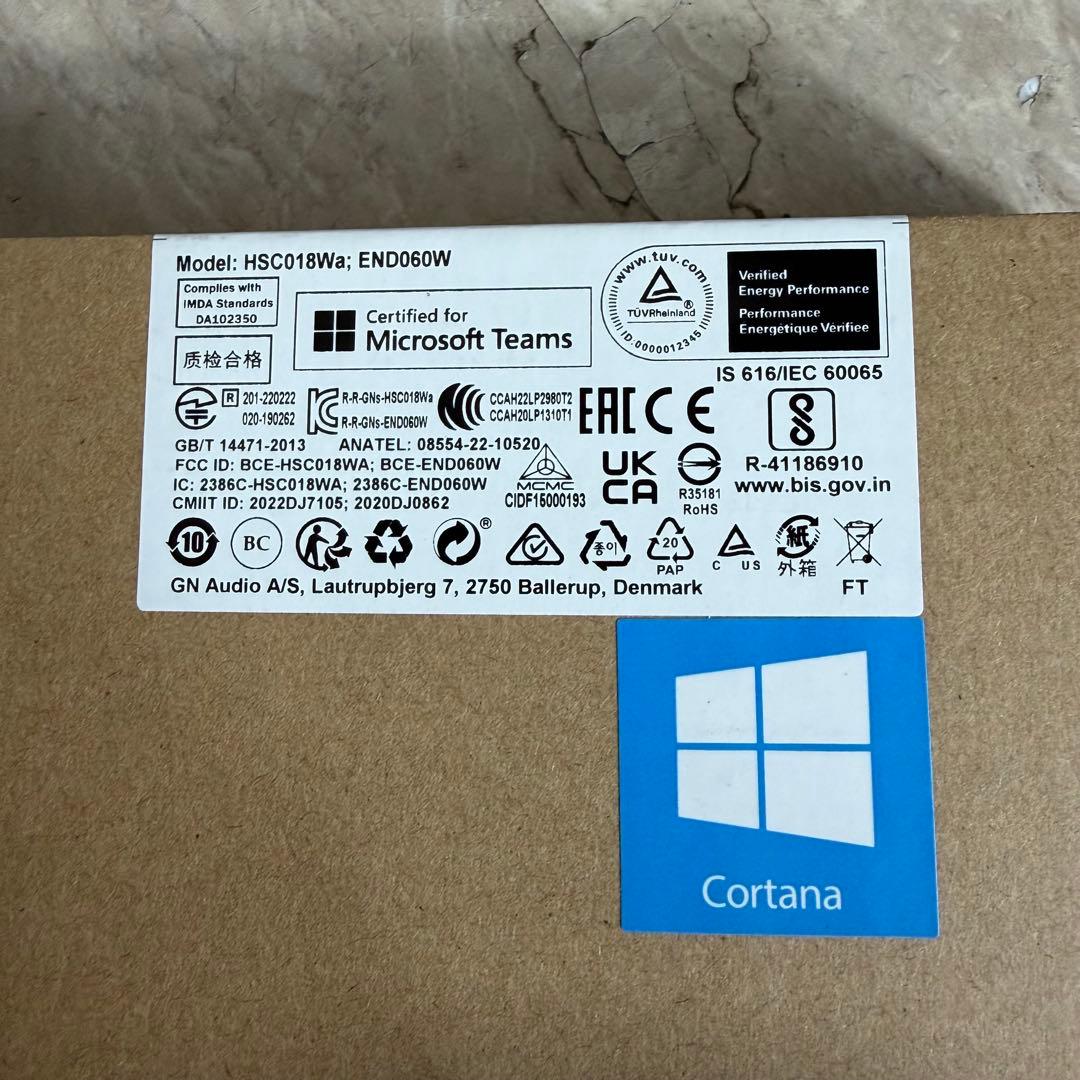 Model: HSC018Wa; END060W
Complies with
IMDA Standards
DA102350
质检合格
Certified for
Microsoft Teams
www.tuv.com
TÜVRheinland
®
ID.0000012345
Verified
Energy Performance
Performance
Energétique Vérifiee
IS 616/IEC 60065
R 201-220222
020-190262
R-R-GNs-HSC018Wa
R-R-GNs-END060W
CCAH22LP2980T2
CCAH20LP1310T1
EAC CE
GB/T 14471-2013 ANATEL: 08554-22-10520
FCC ID: BCE-HSC018WA; BCE-END060W
IC: 2386C-HSC018WA; 2386C-END060W
CMIIT ID: 2022DJ7105; 2020DJ0862
MCMC
CIDF15000193
UK
CA
R35181
RoHS
R-41186910
www.bis.gov.in
10
BC
®
종이
20
PAP
C US
紙
外箱
FT
GN Audio A/S, Lautrupbjerg 7, 2750 Ballerup, Denmark
Cortana